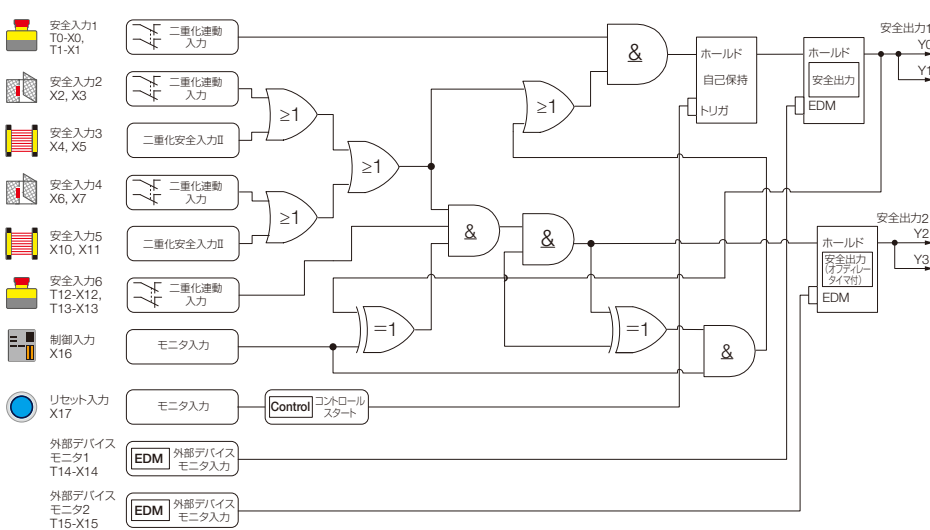 安全入力1
T0-X0,
T1-X1
二重化連動
入力
安全入力2
X2, X3
二重化連動
入力
安全入力3
X4, X5
二重化安全入力II
安全入力4
X6, X7
二重化連動
入力
安全入力5
X10, X11
二重化安全入力II
安全入力6
T12-X12,
T13-X13
二重化連動
入力
制御入力
X16
モニタ入力
リセット入力
X17
モニタ入力
Control コントロール
スタート
外部デバイス
モニタ1
T14-X14
EDM 外部デバイス
モニタ入力
外部デバイス
モニタ2
T15-X15
EDM 外部デバイス
モニタ入力
≥1
≥1
≥1
&
&
=1
=1
&
≥1
&
ホールド
自己保持
トリガ
ホールド
安全出力
EDM
安全出力1
Y0
Y1
ホールド
安全出力
(オフディレー
タイマ付)
EDM
安全出力2
Y2
Y3